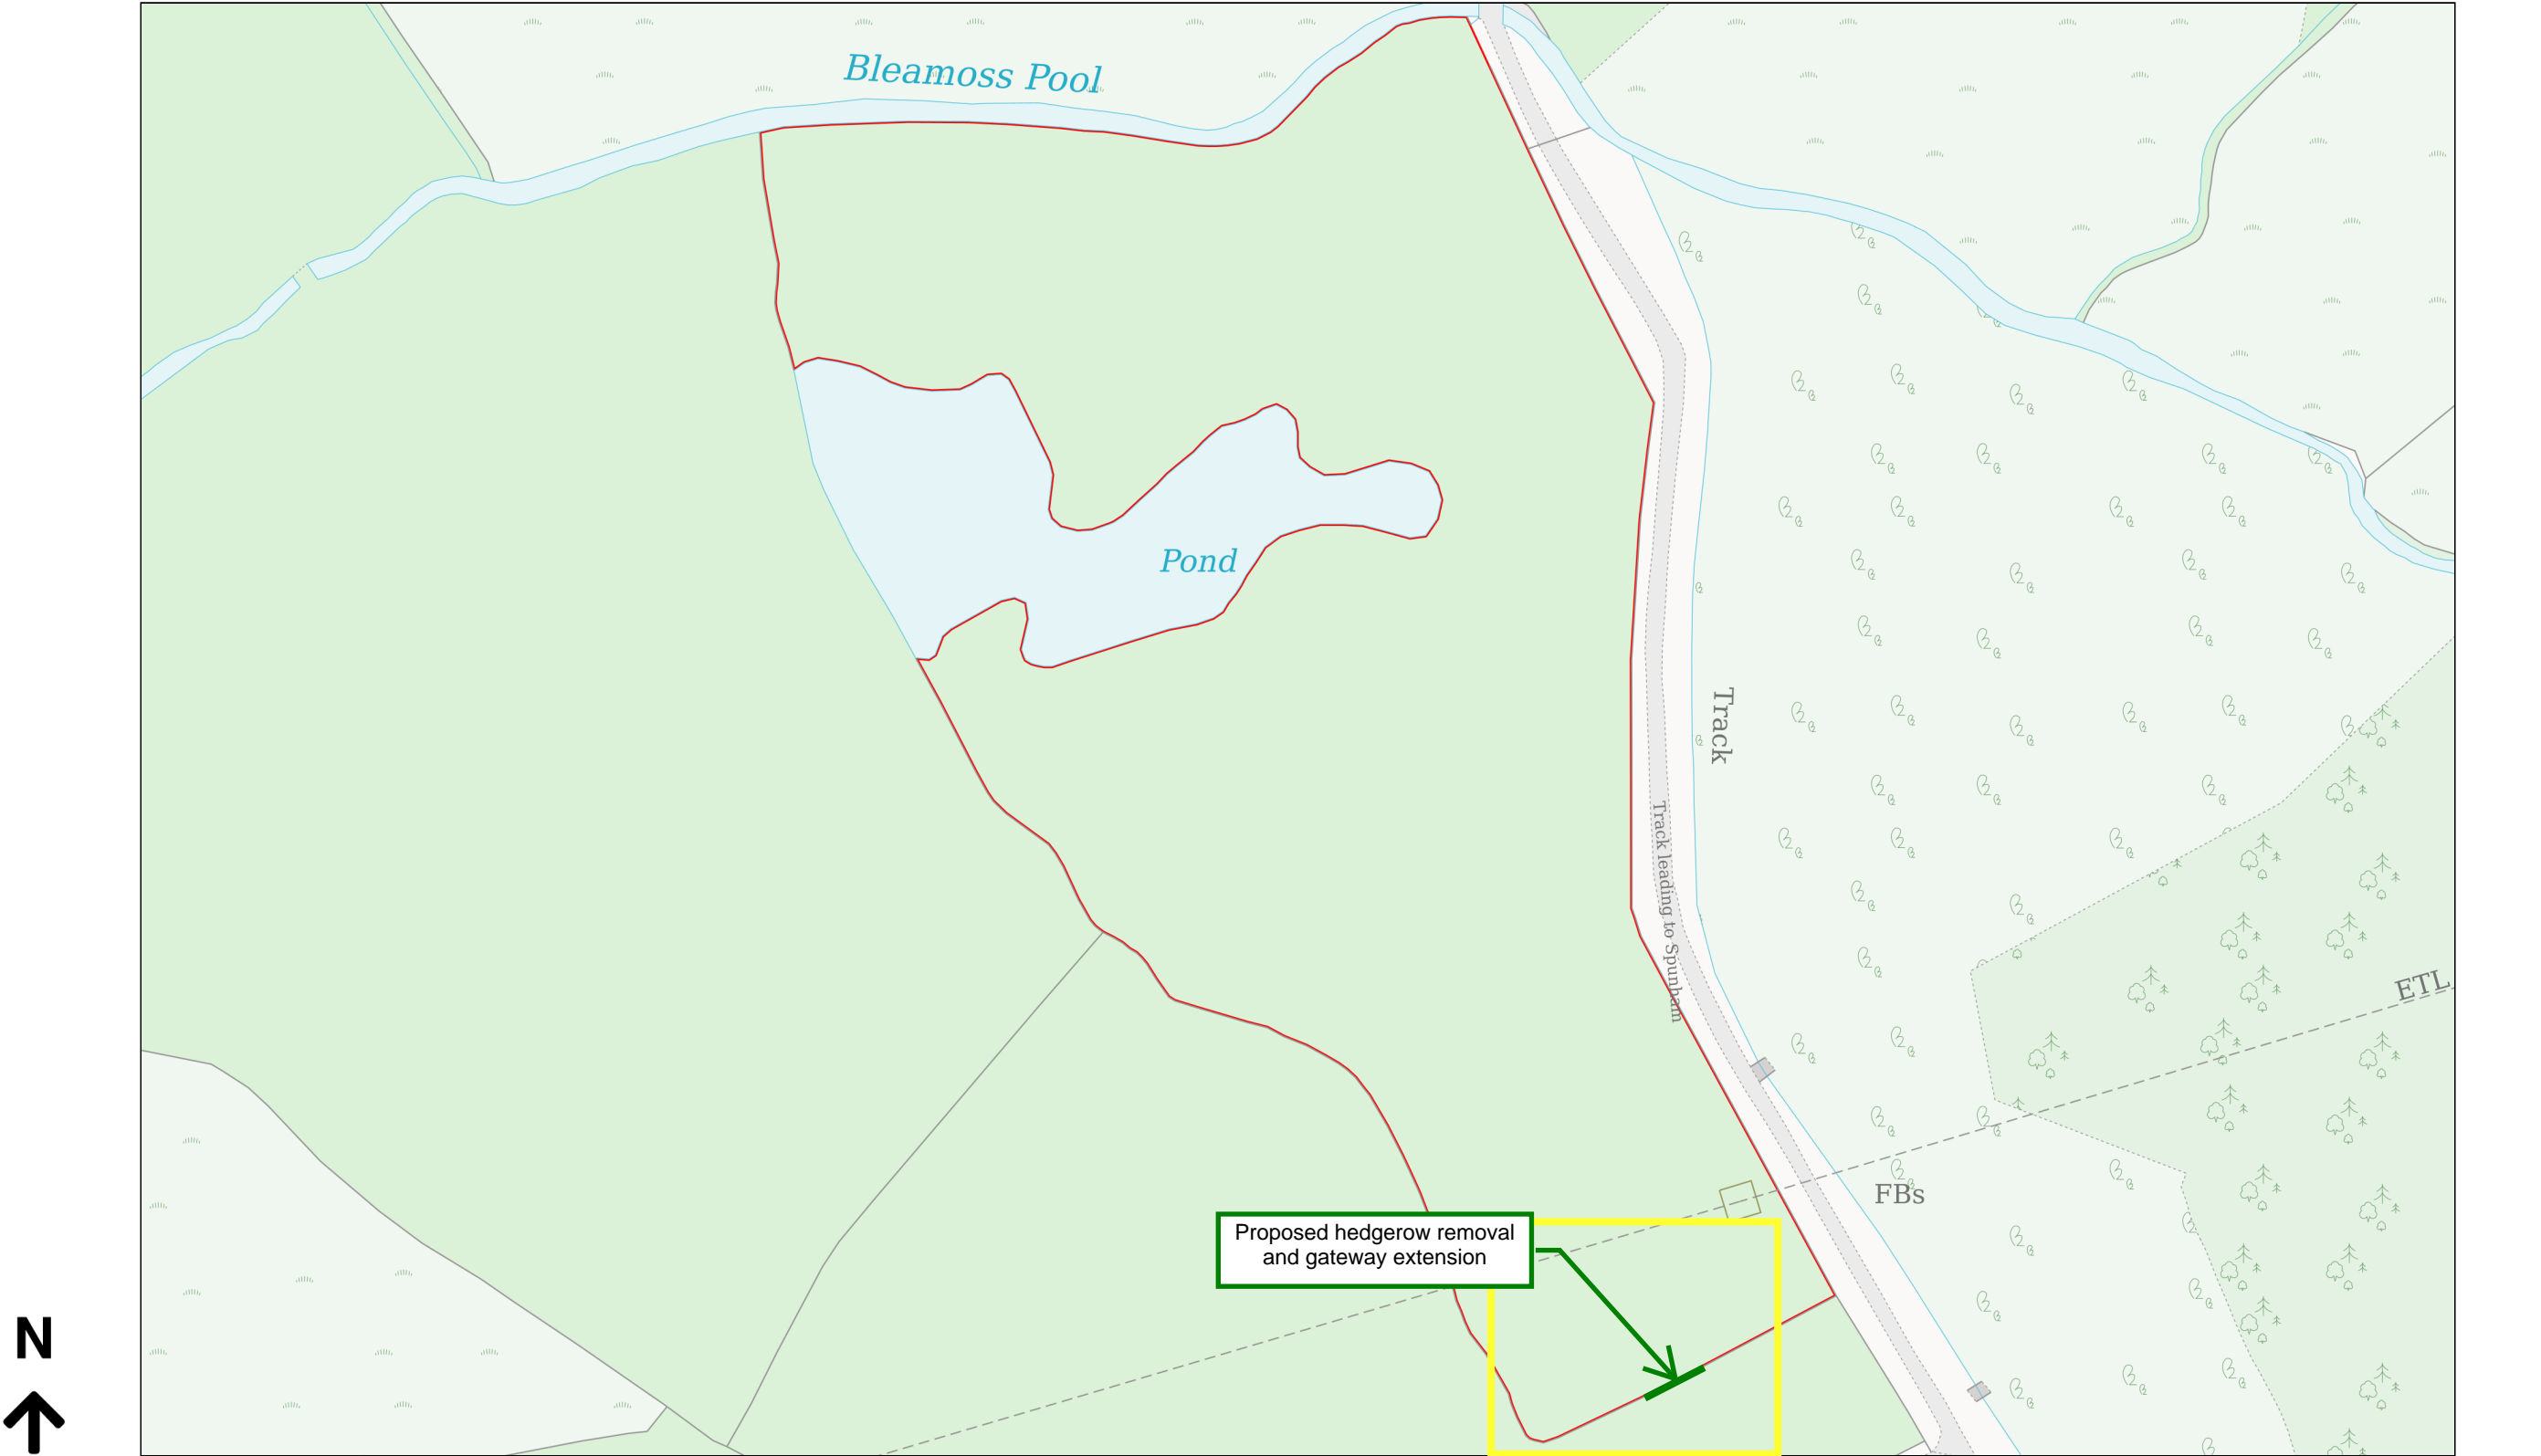 Bleamoss Pool
Pond
Track
Track leading to Spunham
ETL
FBs
Proposed hedgerow removal
and gateway extension
N